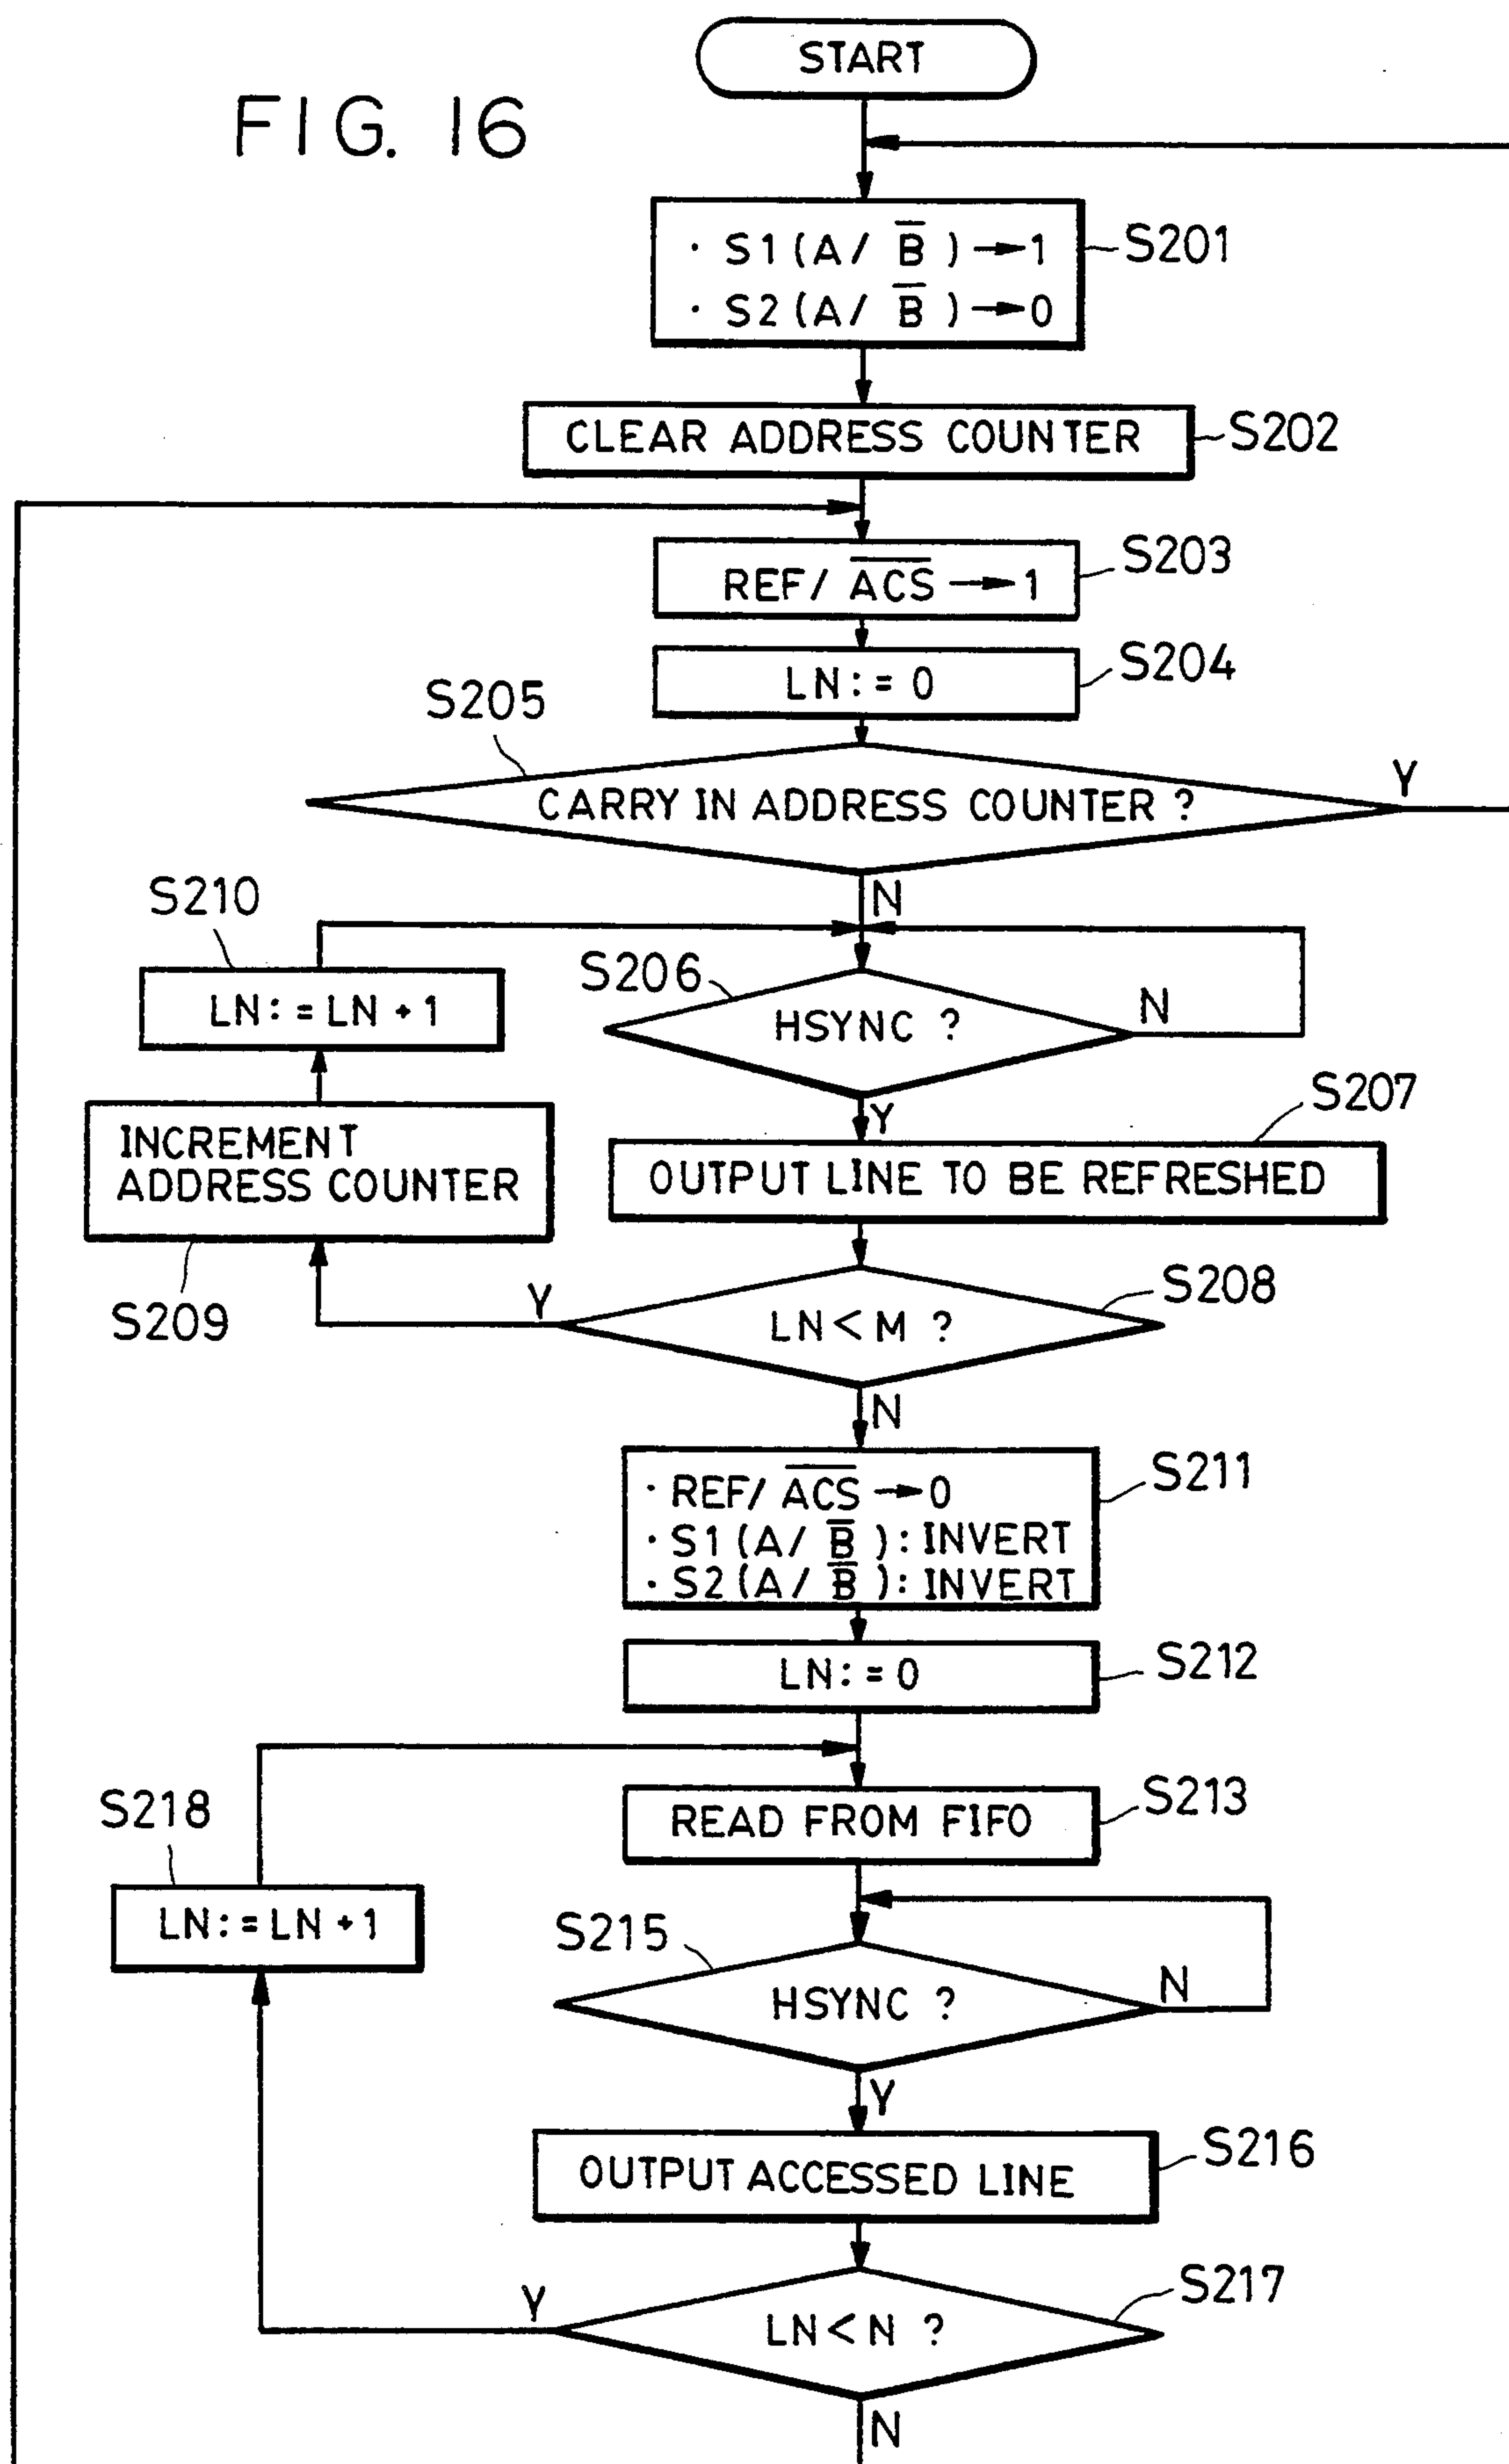 FIG. 16
START
· S1 (A/ B̅ ) → 1
· S2 (A/ B̅ ) → 0
S201
CLEAR ADDRESS COUNTER
S202
REF/ A̅C̅S̅ → 1
S203
LN:= 0
S204
S205
CARRY IN ADDRESS COUNTER ?
Y
N
S210
LN:= LN + 1
S206
HSYNC ?
N
Y
S207
INCREMENT
ADDRESS COUNTER
OUTPUT LINE TO BE REFRESHED
S209
S208
LN < M ?
Y
N
· REF/ A̅C̅S̅ → 0
· S1 (A/ B̅ ): INVERT
· S2 (A/ B̅ ): INVERT
S211
LN:= 0
S212
READ FROM FIFO
S213
S218
LN:= LN + 1
S215
HSYNC ?
N
Y
OUTPUT ACCESSED LINE
S216
LN < N ?
S217
Y
N